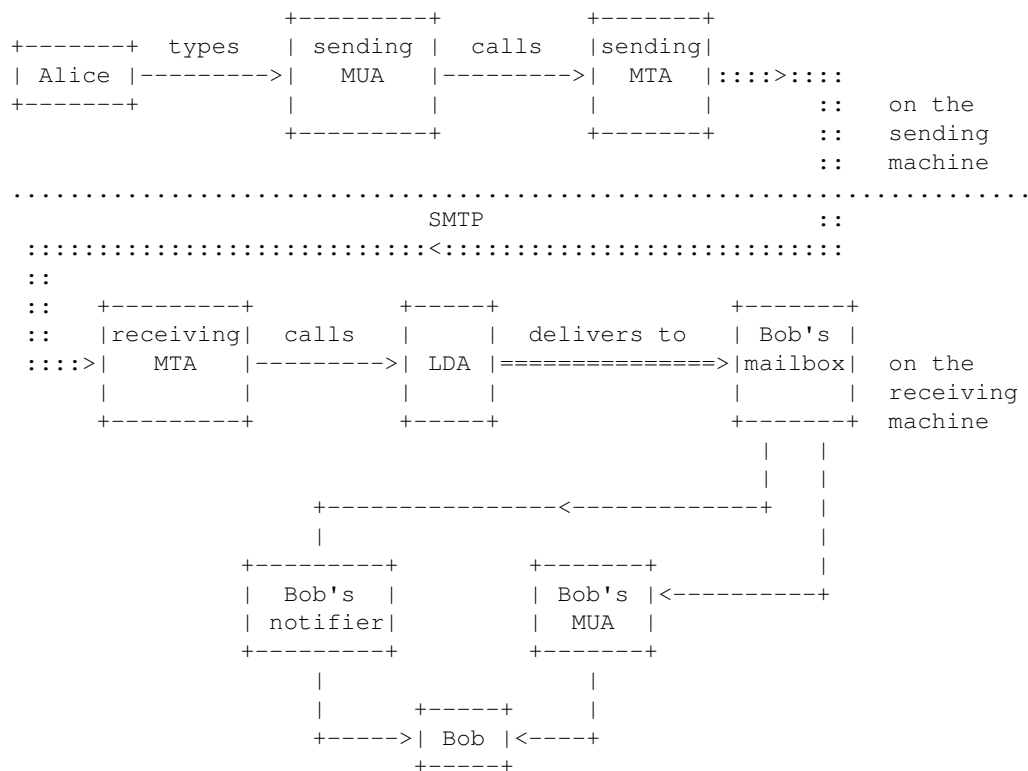 types
sending
calls
sending
Alice
MUA
MTA
on the
sending
machine
SMTP
receiving
calls
delivers to
Bob's
MTA
LDA
mailbox
on the
receiving
machine
Bob's
Bob's
notifier
MUA
Bob